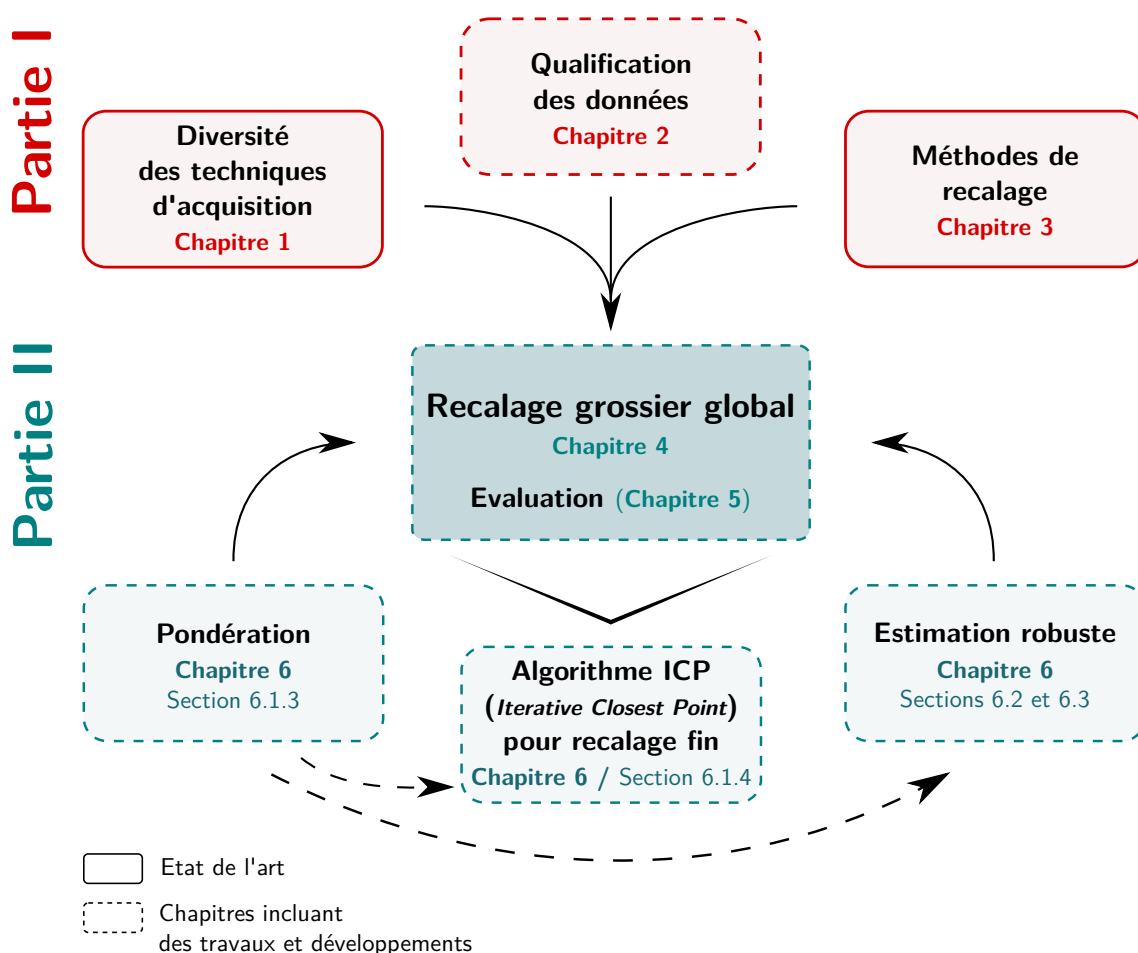 Partie I
Diversité
des techniques
d'acquisition
Chapitre 1
Qualification
des données
Chapitre 2
Méthodes de
recalage
Chapitre 3
Partie II
Recalage grossier global
Chapitre 4
Evaluation (Chapitre 5)
Pondération
Chapitre 6
Section 6.1.3
Algorithme ICP
(Iterative Closest Point)
pour recalage fin
Chapitre 6 / Section 6.1.4
Estimation robuste
Chapitre 6
Sections 6.2 et 6.3
Etat de l'art
Chapitres incluant
des travaux et développements